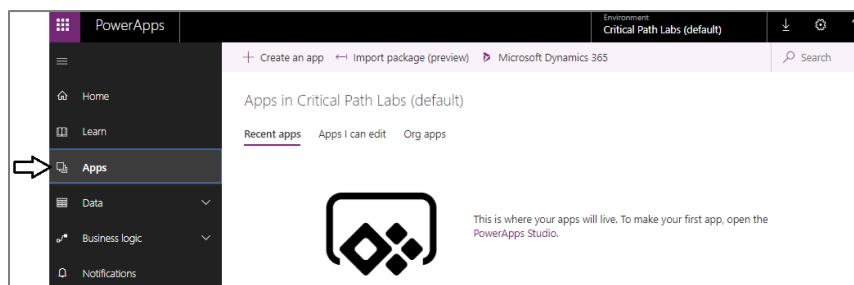 PowerApps
Environment
Critical Path Labs (default)
Create an app
Import package (preview)
Microsoft Dynamics 365
Search
Home
Learn
Apps
Data
Business logic
Notifications
Apps in Critical Path Labs (default)
Recent apps
Apps I can edit
Org apps
This is where your apps will live. To make your first app, open the
PowerApps Studio.